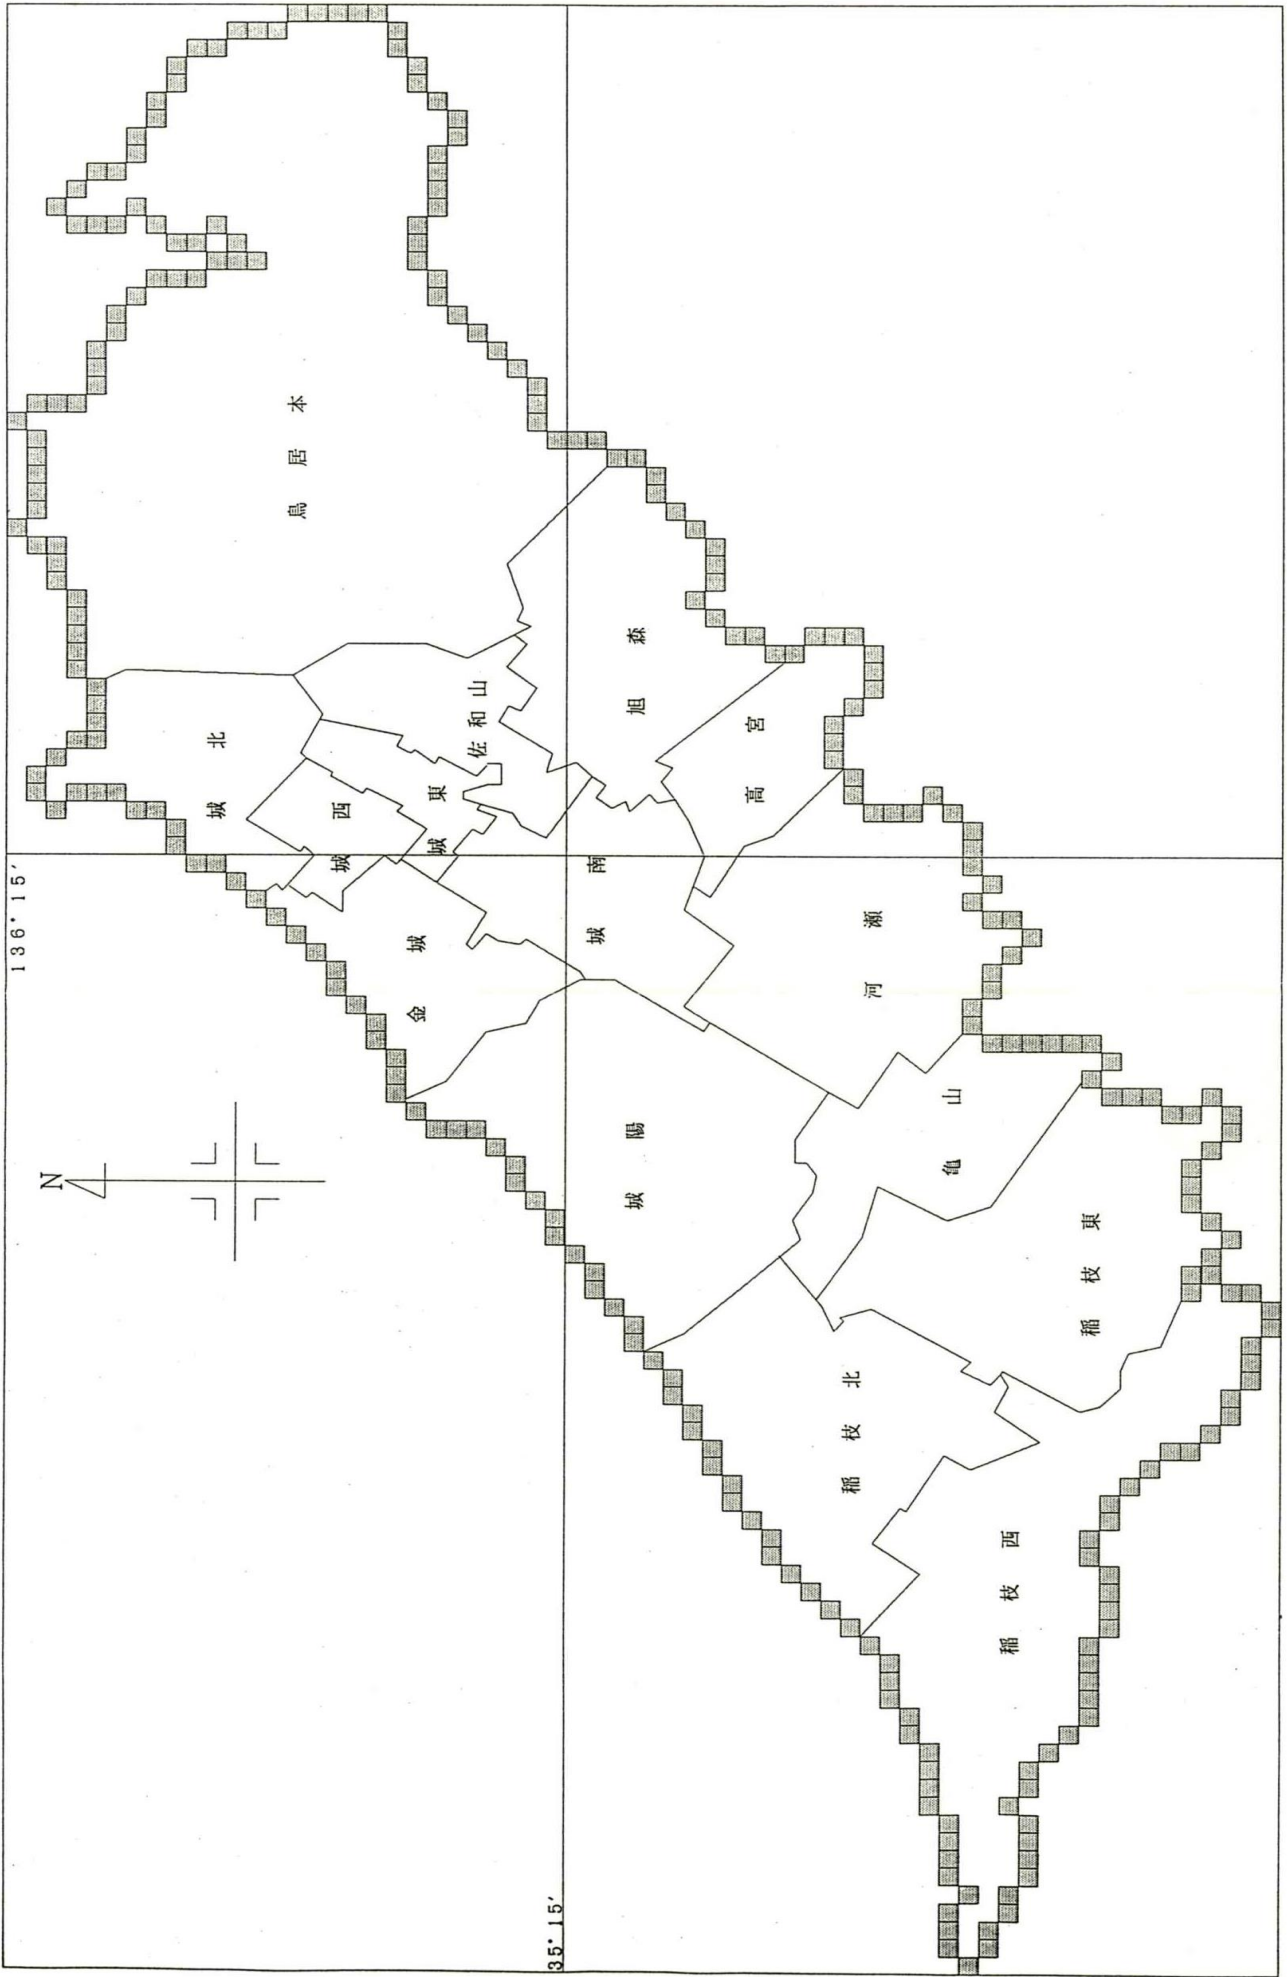 136°15′
N
鳥居本
城北
城西
佐和山
城東
旭森
高宮
城南
金城
河瀬
城陽
亀山
稲枝東
稲枝北
稲枝西
35°15′